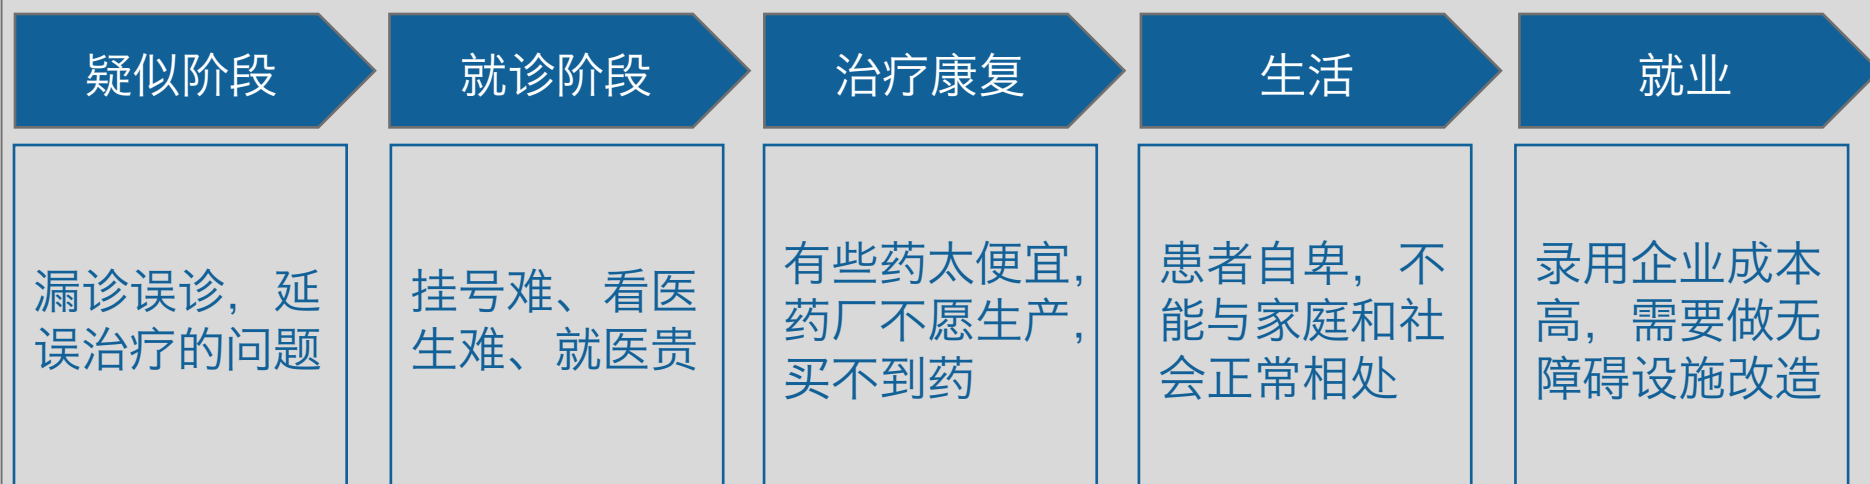 疑似阶段
就诊阶段
治疗康复
生活
就业
漏诊误诊，延
误治疗的问题
挂号难、看医
生难、就医贵
有些药太便宜，
药厂不愿生产，
买不到药
患者自卑，不
能与家庭和社
会正常相处
录用企业成本
高，需要做无
障碍设施改造